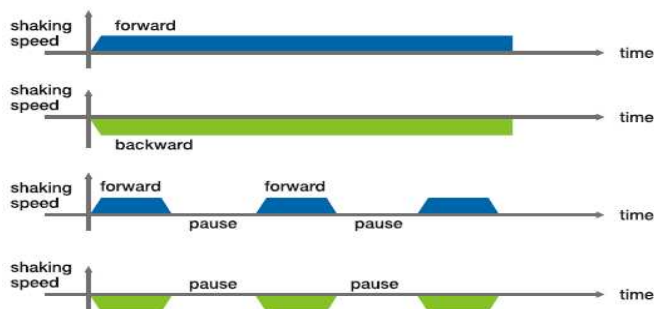 shaking
speed
forward
time
shaking
speed
backward
time
shaking
speed
forward forward
pause pause
time
shaking
speed
pause pause
time